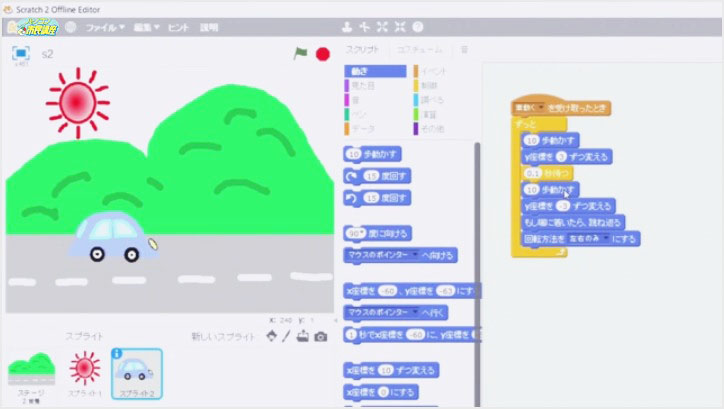 Scratch 2 Offline Editor
ファイル▼ 編集▼ ヒント 説明
s2
スクリプト コスチューム 音
動き イベント
見た目 制御
音 調べる
ペン 演算
データ その他
10 歩動かす
15 度回す
15 度回す
90▼ 度に向ける
マウスのポインター▼ へ向ける
x座標を -60 、y座標を -63 にす
マウスのポインター▼ へ行く
1 秒でx座標を -60 に、y座標を
x座標を 10 ずつ変える
x座標を 0 にする
車動く▼ を受け取ったとき
ずっと
10 歩動かす
y座標を 3 ずつ変える
0.1 秒待つ
10 歩動かす
y座標を -3 ずつ変える
もし端に着いたら、跳ね返る
回転方法を 左右のみ▼ にする
x: 240 y: 1
スプライト 新しいスプライト:
ステージ
2 背景
スプライト1
スプライト2